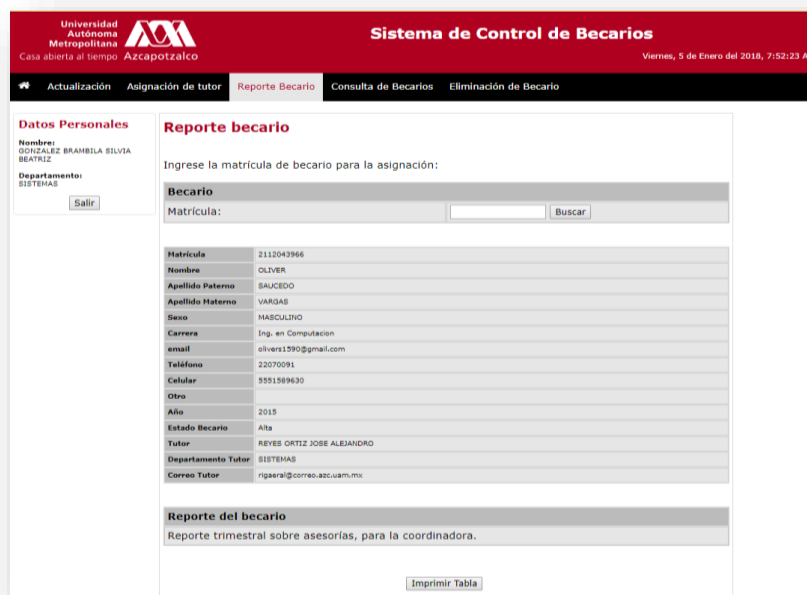 Universidad
Autónoma
Metropolitana
Casa abierta al tiempo Azcapotzalco
Sistema de Control de Becarios
Viernes, 5 de Enero del 2018, 7:52:23 A
Actualización Asignación de tutor Reporte Becario Consulta de Becarios Eliminación de Becario
Datos Personales
Nombre:
GONZALEZ BRAMBILA SILVIA
BEATRIZ
Departamento:
SISTEMAS
Salir
Reporte becario
Ingrese la matrícula de becario para la asignación:
Becario
Matrícula: Buscar
Matrícula 2112043966
Nombre OLIVER
Apellido Paterno SAUCEDO
Apellido Materno VARGAS
Sexo MASCULINO
Carrera Ing. en Computacion
email olivers1590@gmail.com
Teléfono 22070091
Celular 5551589630
Otro
Año 2015
Estado Becario Alta
Tutor REYES ORTIZ JOSE ALEJANDRO
Departamento Tutor SISTEMAS
Correo Tutor rigaeral@correo.azc.uam.mx
Reporte del becario
Reporte trimestral sobre asesorías, para la coordinadora.
Imprimir Tabla